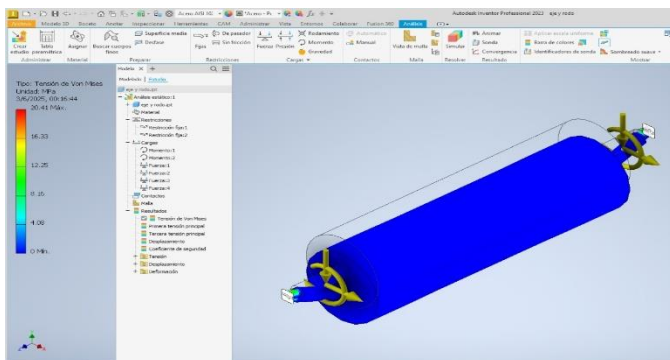 Autodesk Inventor Professional 2023 eje y rodo
Modelo 3D Boceto Anotar Inspeccionar Herramientas CAM Administrar Vista Entornos Colaborar Fusion 360 Análisis
Crear estudio
Tabla paramétrica
Asignar
Buscar cuerpos finos
Superficie media
Desfase
Fijas
De pasador
Sin fricción
Fuerza
Presión
Rodamiento
Momento
Gravedad
Automáticos
Manual
Vista de malla
Simular
Animar
Sonda
Convergencia
Barra de colores
Identificadores de sonda
Sombreado suave
Administrar Material Preparar Restricciones Cargas Contactos Malla Resolver Resultado Mostrar
Tipo: Tensión de Von Mises
Unidad: MPa
3/6/2025, 00:16:44
20.41 Máx.
16.33
12.25
8.16
4.08
0 Mín.
Modelo
eje y rodo.ipt
Análisis estático:1
eje y rodo.ipt
Material
Restricciones
Restricción fija:1
Restricción fija:2
Cargas
Momento:1
Momento:2
Fuerza:1
Fuerza:2
Fuerza:3
Fuerza:4
Contactos
Malla
Resultados
Tensión de Von Mises
Primera tensión principal
Tercera tensión principal
Desplazamiento
Coeficiente de seguridad
Tensión
Desplazamiento
Deformación